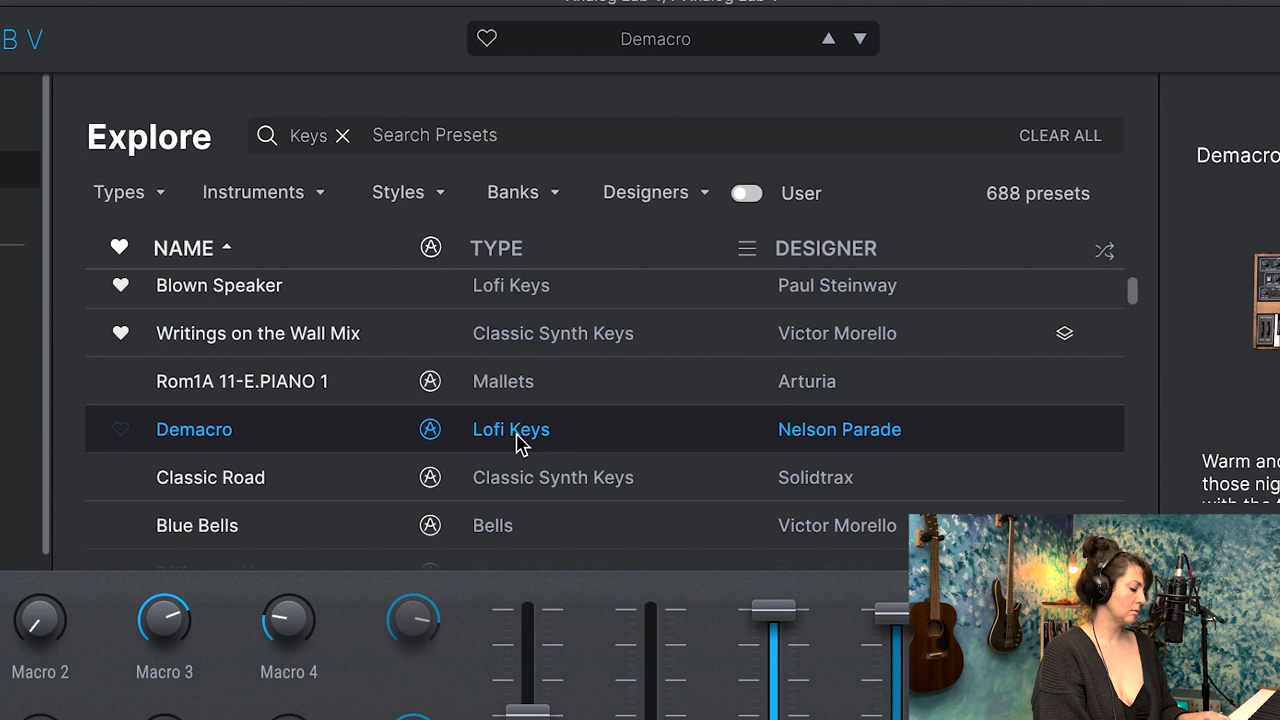 B V
Demacro
Explore
Keys
Search Presets
CLEAR ALL
Types
Instruments
Styles
Banks
Designers
User
688 presets
NAME
TYPE
DESIGNER
Blown Speaker
Lofi Keys
Paul Steinway
Writings on the Wall Mix
Classic Synth Keys
Victor Morello
Rom1A 11-E.PIANO 1
Mallets
Arturia
Demacro
Lofi Keys
Nelson Parade
Classic Road
Classic Synth Keys
Solidtrax
Blue Bells
Bells
Victor Morello
Demacro
Warm and
those nig
Macro 2
Macro 3
Macro 4